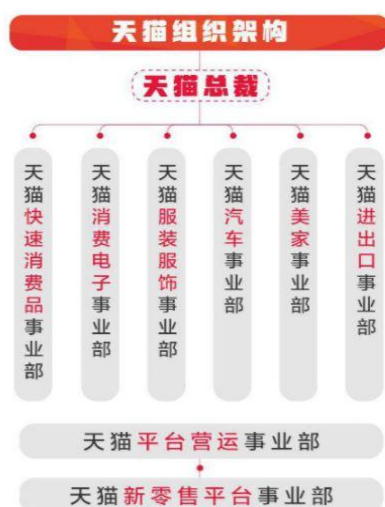 天猫组织架构
天猫总裁
天猫快速消费品事业部
天猫消费电子事业部
天猫服装服饰事业部
天猫汽车事业部
天猫美家事业部
天猫进出口事业部
天猫平台营运事业部
天猫新零售平台事业部